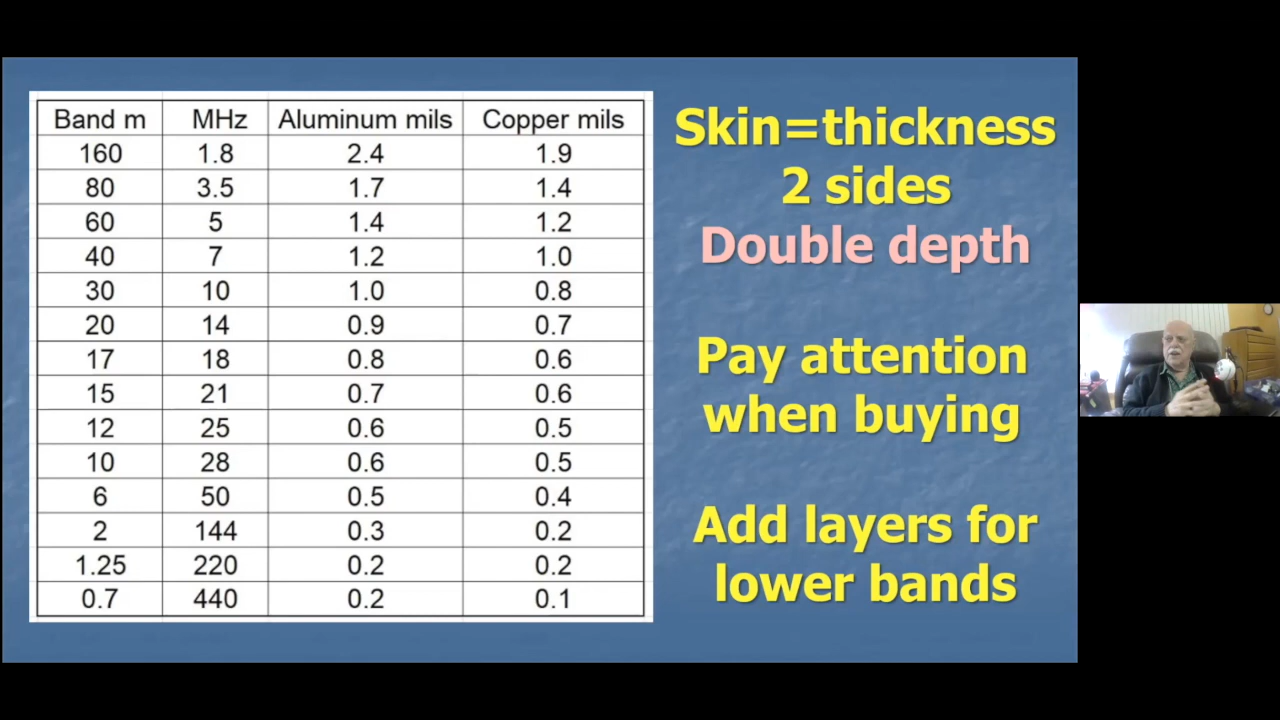 Band m MHz Aluminum mils Copper mils
160 1.8 2.4 1.9
80 3.5 1.7 1.4
60 5 1.4 1.2
40 7 1.2 1.0
30 10 1.0 0.8
20 14 0.9 0.7
17 18 0.8 0.6
15 21 0.7 0.6
12 25 0.6 0.5
10 28 0.6 0.5
6 50 0.5 0.4
2 144 0.3 0.2
1.25 220 0.2 0.2
0.7 440 0.2 0.1
Skin=thickness
2 sides
Double depth
Pay attention
when buying
Add layers for
lower bands